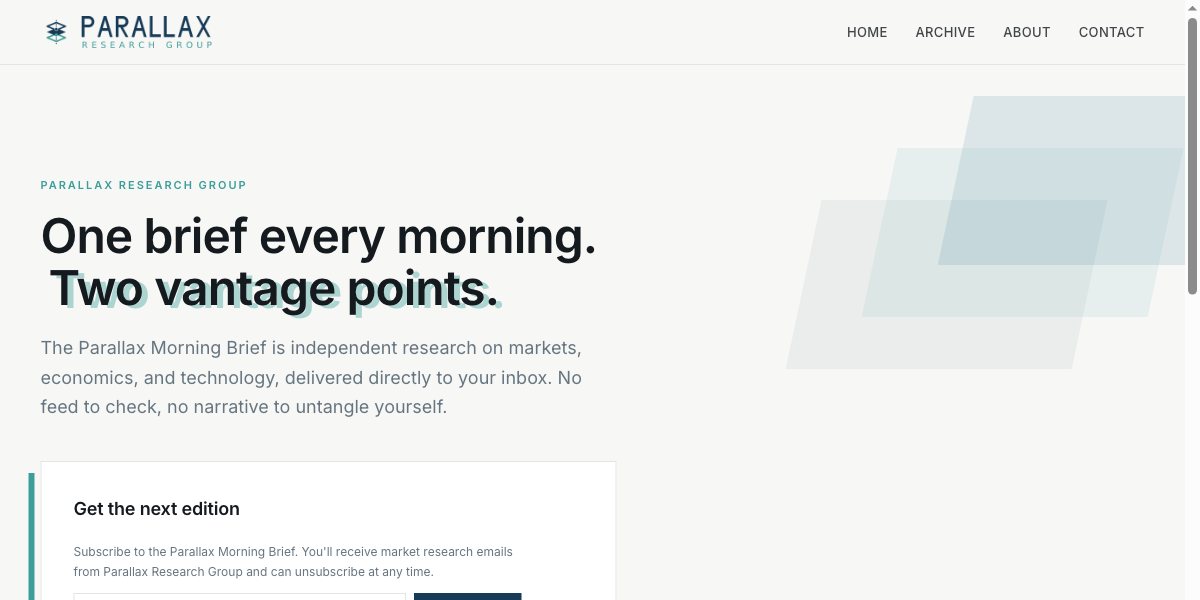 PARALLAX
RESEARCH GROUP
HOME
ARCHIVE
ABOUT
CONTACT
PARALLAX RESEARCH GROUP
One brief every morning.
Two vantage points.
The Parallax Morning Brief is independent research on markets,
economics, and technology, delivered directly to your inbox. No
feed to check, no narrative to untangle yourself.
Get the next edition
Subscribe to the Parallax Morning Brief. You'll receive market research emails
from Parallax Research Group and can unsubscribe at any time.